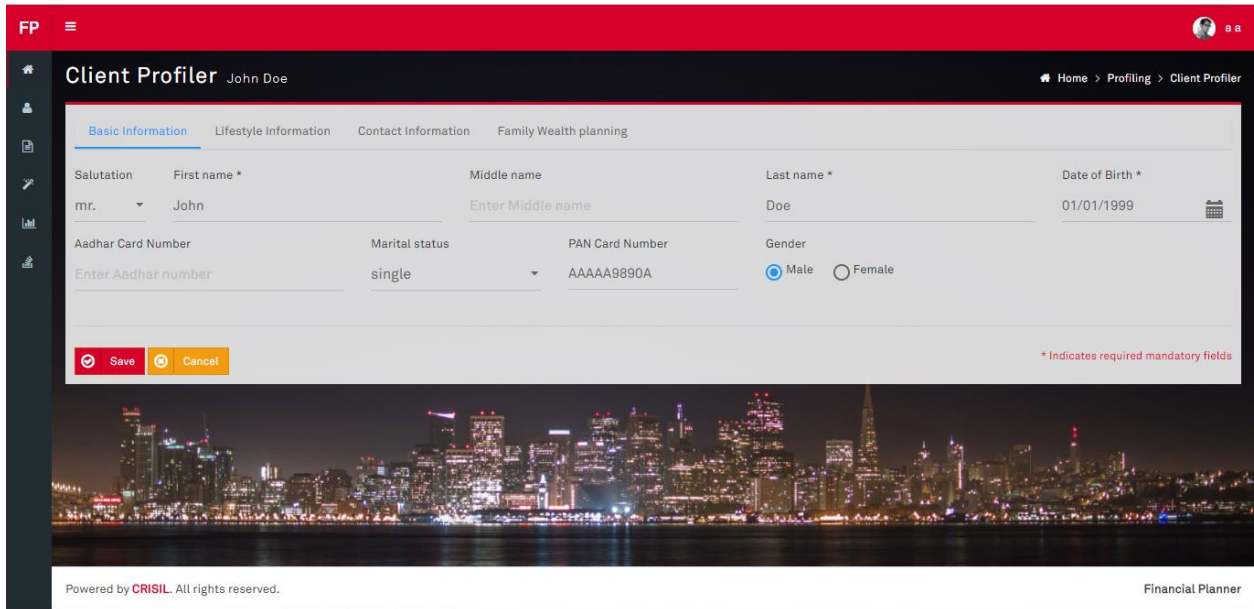 FP a a
Client Profiler John Doe Home > Profiling > Client Profiler
Basic Information Lifestyle Information Contact Information Family Wealth planning
Salutation First name * Middle name Last name * Date of Birth *
mr. John Enter Middle name Doe 01/01/1999
Aadhar Card Number Marital status PAN Card Number Gender
Enter Aadhar number single AAAAA9890A Male Female
Save Cancel * Indicates required mandatory fields
Powered by CRISIL. All rights reserved. Financial Planner